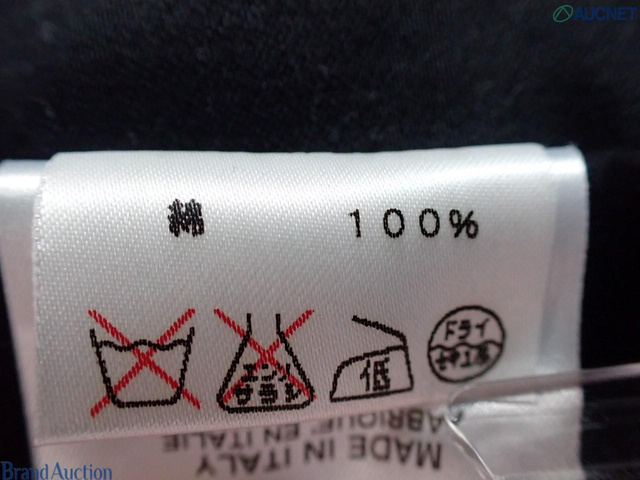 AUCNET
綿 100%
エンソ
サラシ
低
ドライ
セキユ系
MADE IN ITALY
FABRIQUE' EN ITALIE
Brand Auction